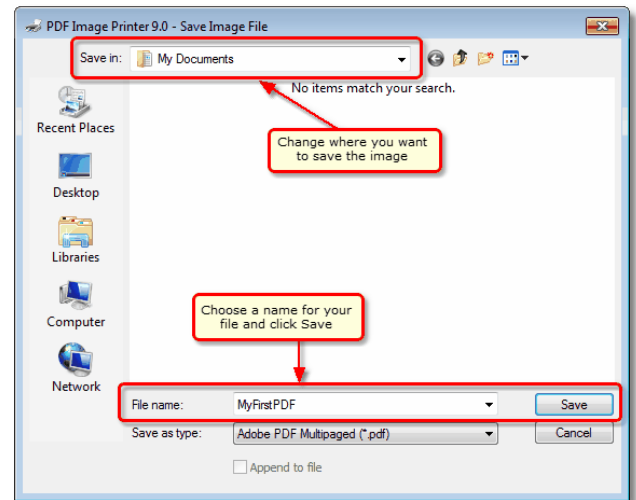 PDF Image Printer 9.0 - Save Image File
Save in:
My Documents
No items match your search.
Recent Places
Change where you want
to save the image
Desktop
Libraries
Computer
Choose a name for your
file and click Save
Network
File name:
MyFirstPDF
Save
Save as type:
Adobe PDF Multipaged (*.pdf)
Cancel
Append to file